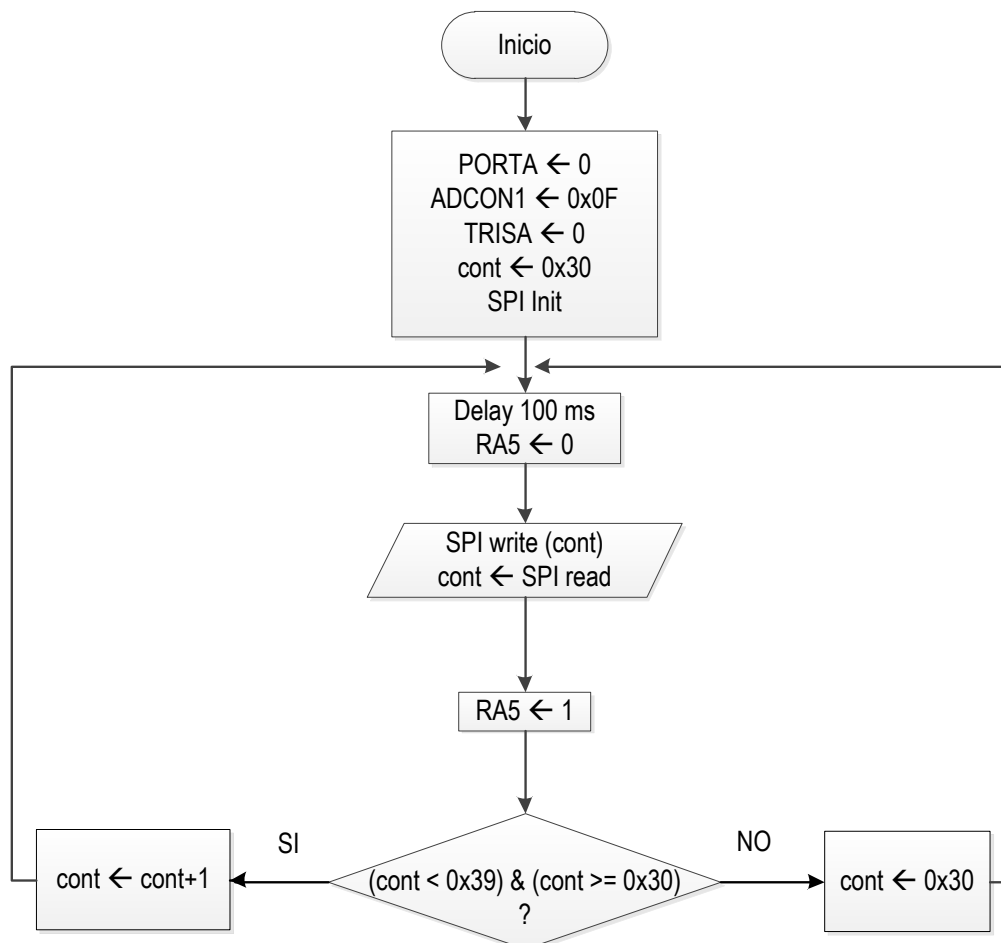 Inicio
PORTA ← 0
ADCON1 ← 0x0F
TRISA ← 0
cont ← 0x30
SPI Init
Delay 100 ms
RA5 ← 0
SPI write (cont)
cont ← SPI read
RA5 ← 1
SI
NO
cont ← cont+1
(cont < 0x39) & (cont >= 0x30)
?
cont ← 0x30